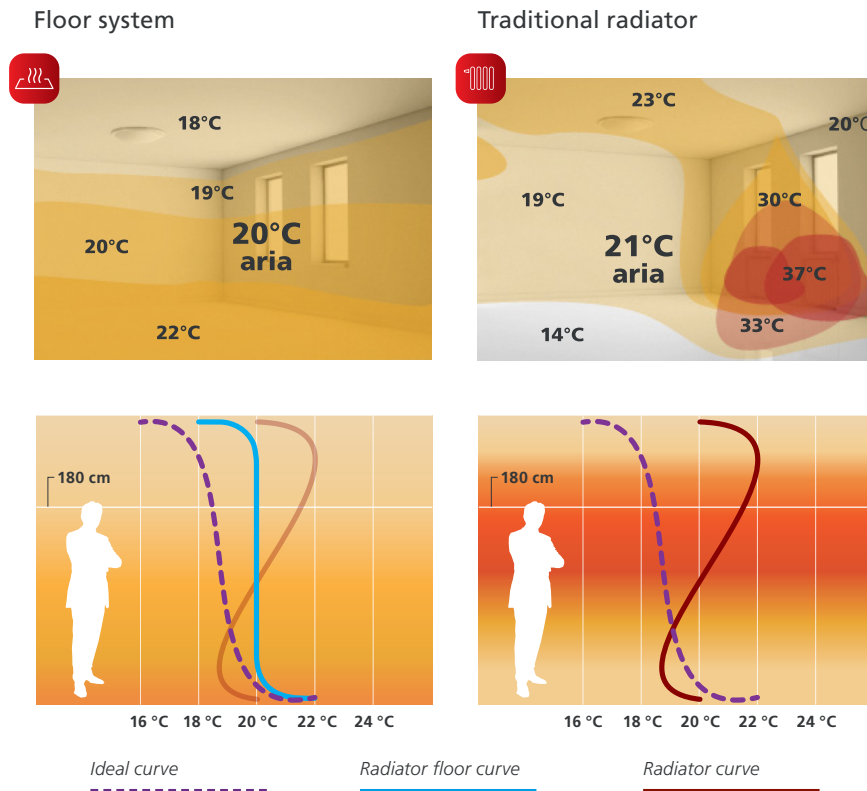 Floor system
Traditional radiator
18°C
19°C
20°C
20°C
aria
22°C
23°C
20°C
19°C
30°C
21°C
aria
37°C
33°C
14°C
180 cm
16 °C 18 °C 20 °C 22 °C 24 °C
180 cm
16 °C 18 °C 20 °C 22 °C 24 °C
Ideal curve
Radiator floor curve
Radiator curve